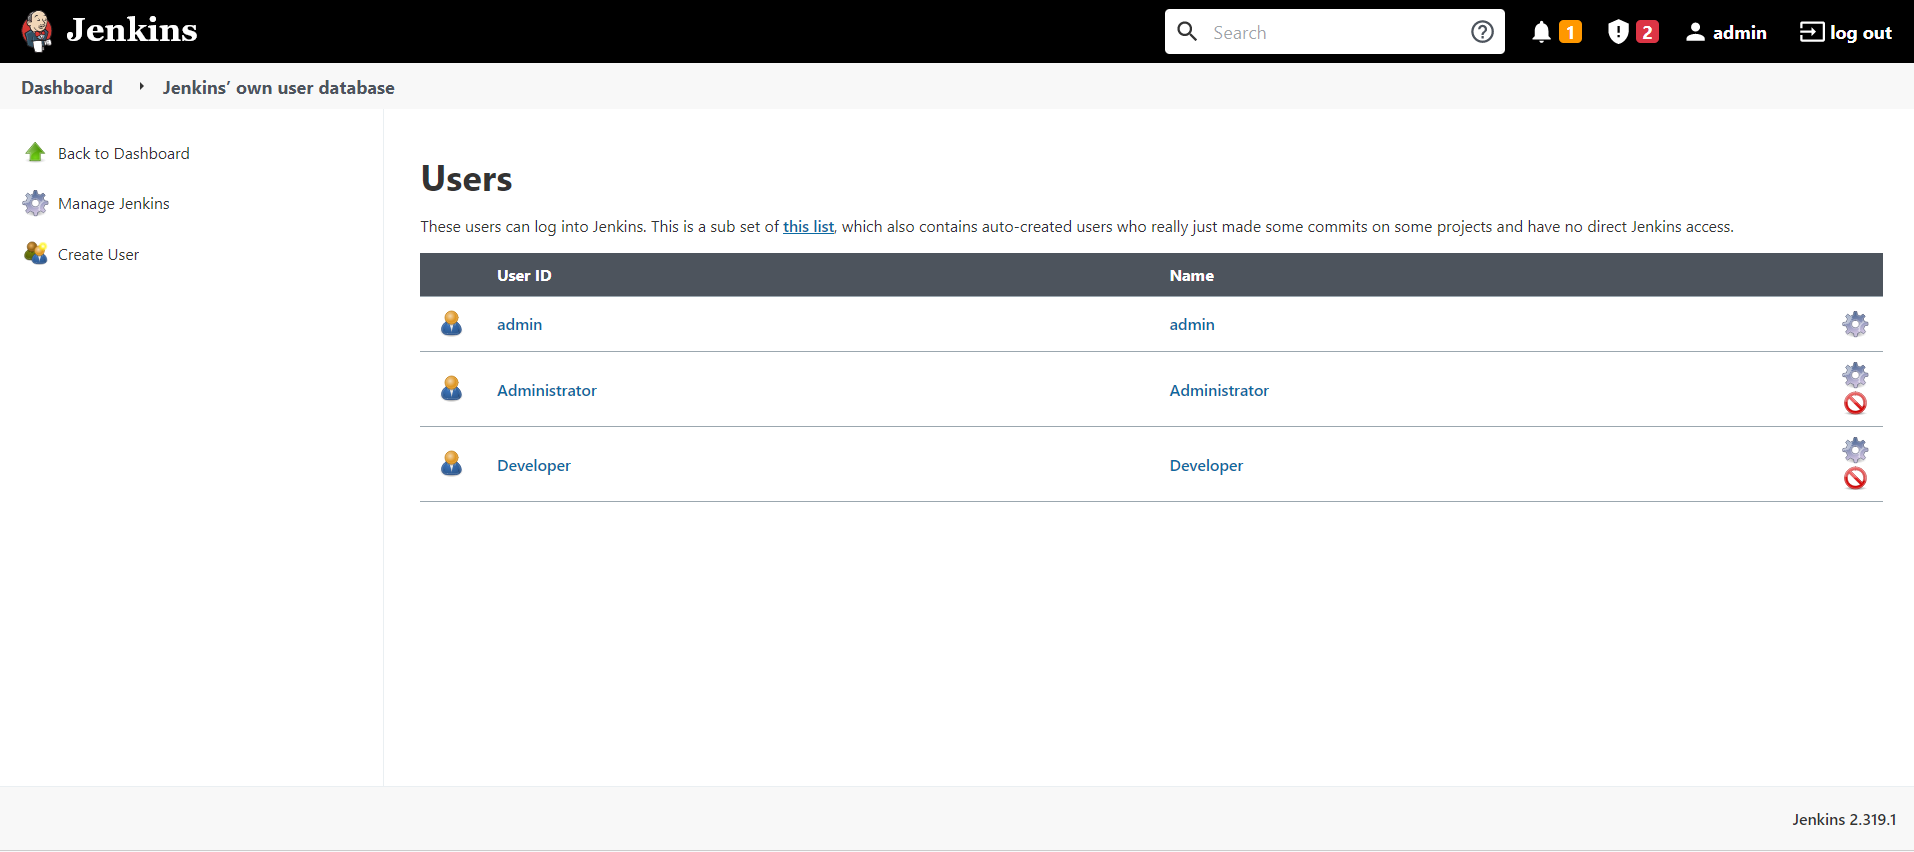 Jenkins
Search
1
2
admin
log out
Dashboard
Jenkins’ own user database
Back to Dashboard
Manage Jenkins
Create User
Users
These users can log into Jenkins. This is a sub set of this list, which also contains auto-created users who really just made some commits on some projects and have no direct Jenkins access.
User ID Name
admin admin
Administrator Administrator
Developer Developer
Jenkins 2.319.1